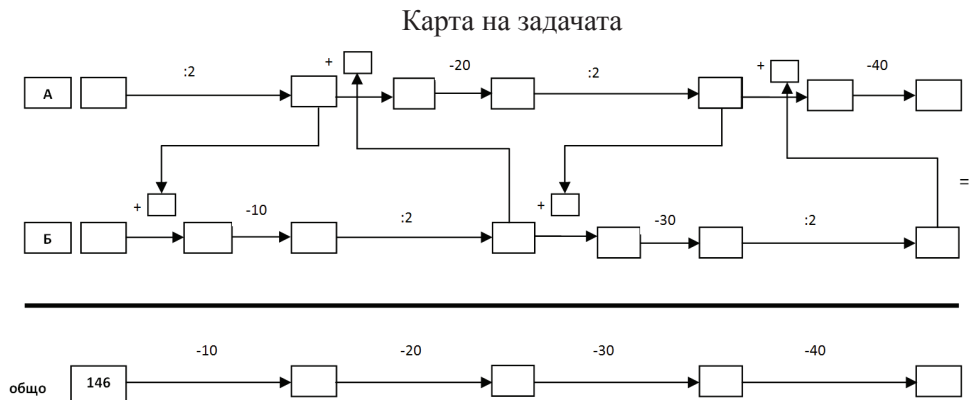 Карта на задачата
:2 + -20 :2 + -40
А
+ -10 :2 + -30 :2 =
Б
-10 -20 -30 -40
общо 146